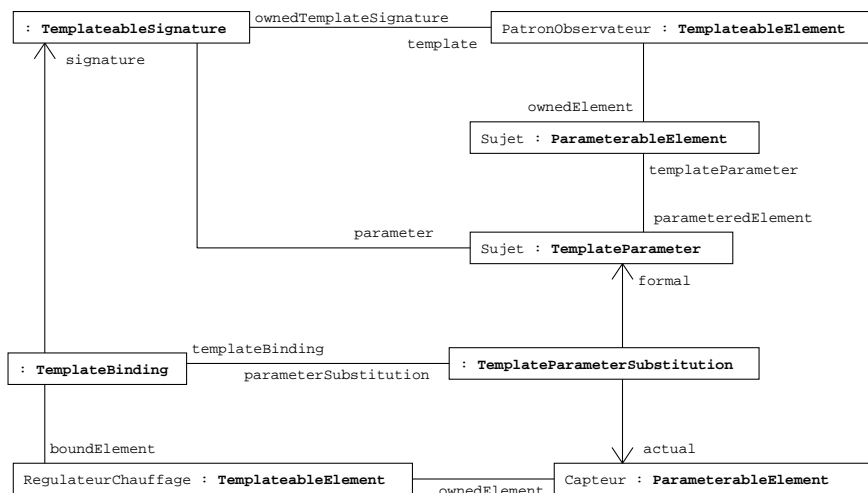 : TemplateableSignature
ownedTemplateSignature
template
PatronObservateur : TemplateableElement
signature
ownedElement
Sujet : ParameterableElement
templateParameter
parameteredElement
parameter
Sujet : TemplateParameter
formal
templateBinding
: TemplateBinding
parameterSubstitution
: TemplateParameterSubstitution
boundElement
actual
RegulateurChauffage : TemplateableElement
ownedElement
Capteur : ParameterableElement